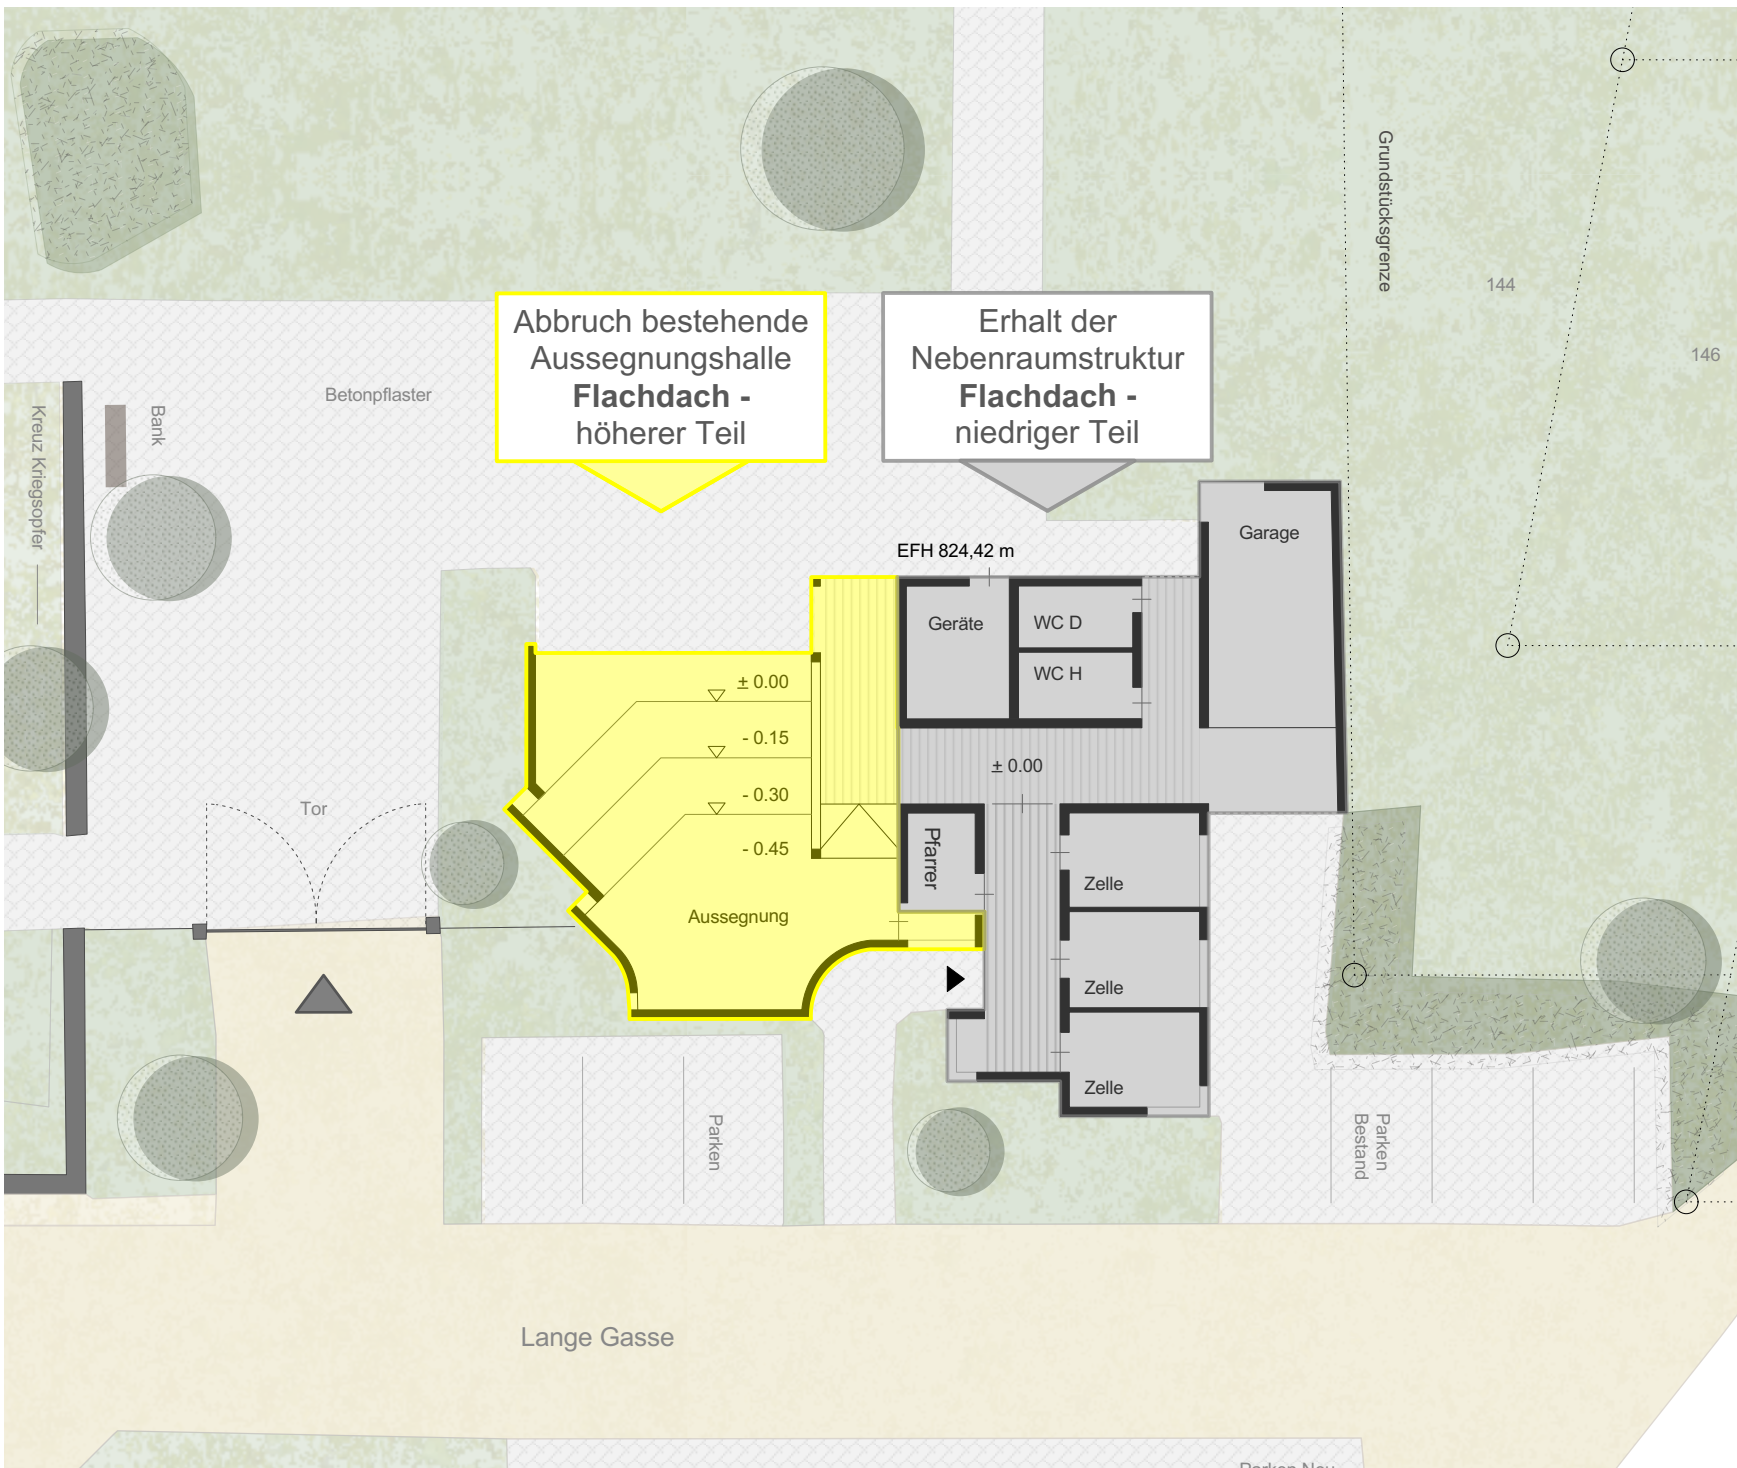 Grundstücksgrenze
144
146
Abbruch bestehende
Aussegnungshalle
Flachdach -
höherer Teil
Erhalt der
Nebenraumstruktur
Flachdach -
niedriger Teil
Betonpflaster
Bank
Kreuz Kriegsopfer
EFH 824,42 m
Garage
Geräte
WC D
WC H
± 0.00
- 0.15
- 0.30
- 0.45
± 0.00
Tor
Pfarrer
Aussegnung
Zelle
Zelle
Zelle
Parken
Parken
Bestand
Lange Gasse
Parken Neu